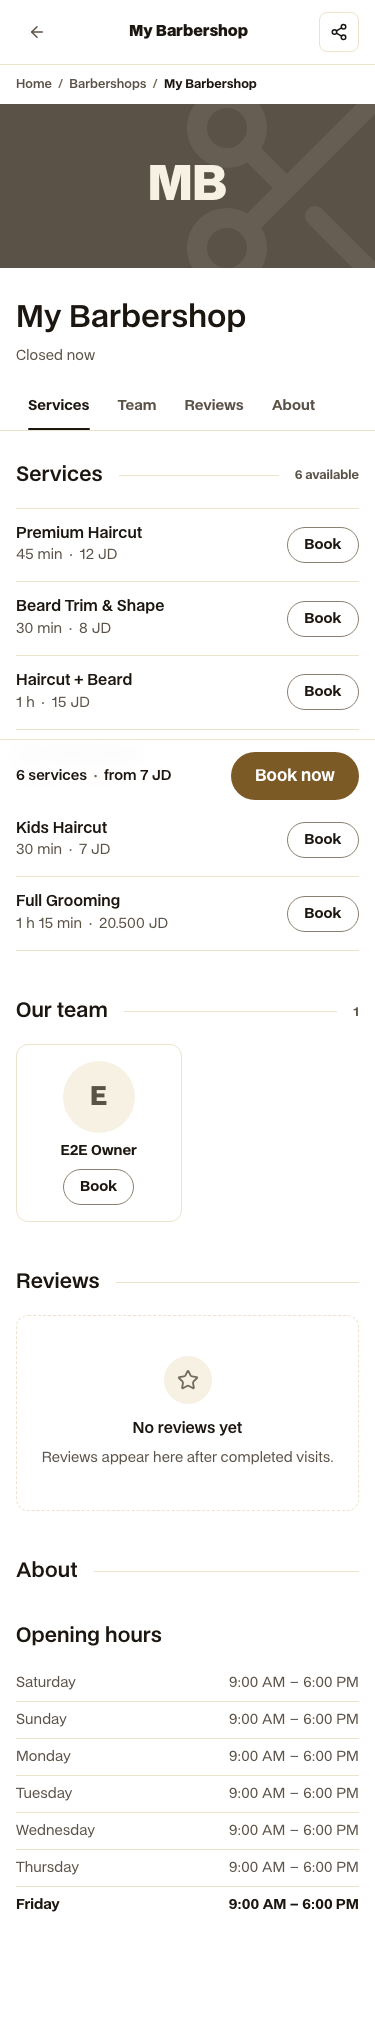 My Barbershop
Home / Barbershops / My Barbershop
MB
My Barbershop
Closed now
Services Team Reviews About
Services 6 available
Premium Haircut
45 min · 12 JD
Book
Beard Trim & Shape
30 min · 8 JD
Book
Haircut + Beard
1 h · 15 JD
Book
6 services · from 7 JD
Book now
Kids Haircut
30 min · 7 JD
Book
Full Grooming
1 h 15 min · 20.500 JD
Book
Our team 1
E
E2E Owner
Book
Reviews
No reviews yet
Reviews appear here after completed visits.
About
Opening hours
Saturday 9:00 AM – 6:00 PM
Sunday 9:00 AM – 6:00 PM
Monday 9:00 AM – 6:00 PM
Tuesday 9:00 AM – 6:00 PM
Wednesday 9:00 AM – 6:00 PM
Thursday 9:00 AM – 6:00 PM
Friday 9:00 AM – 6:00 PM